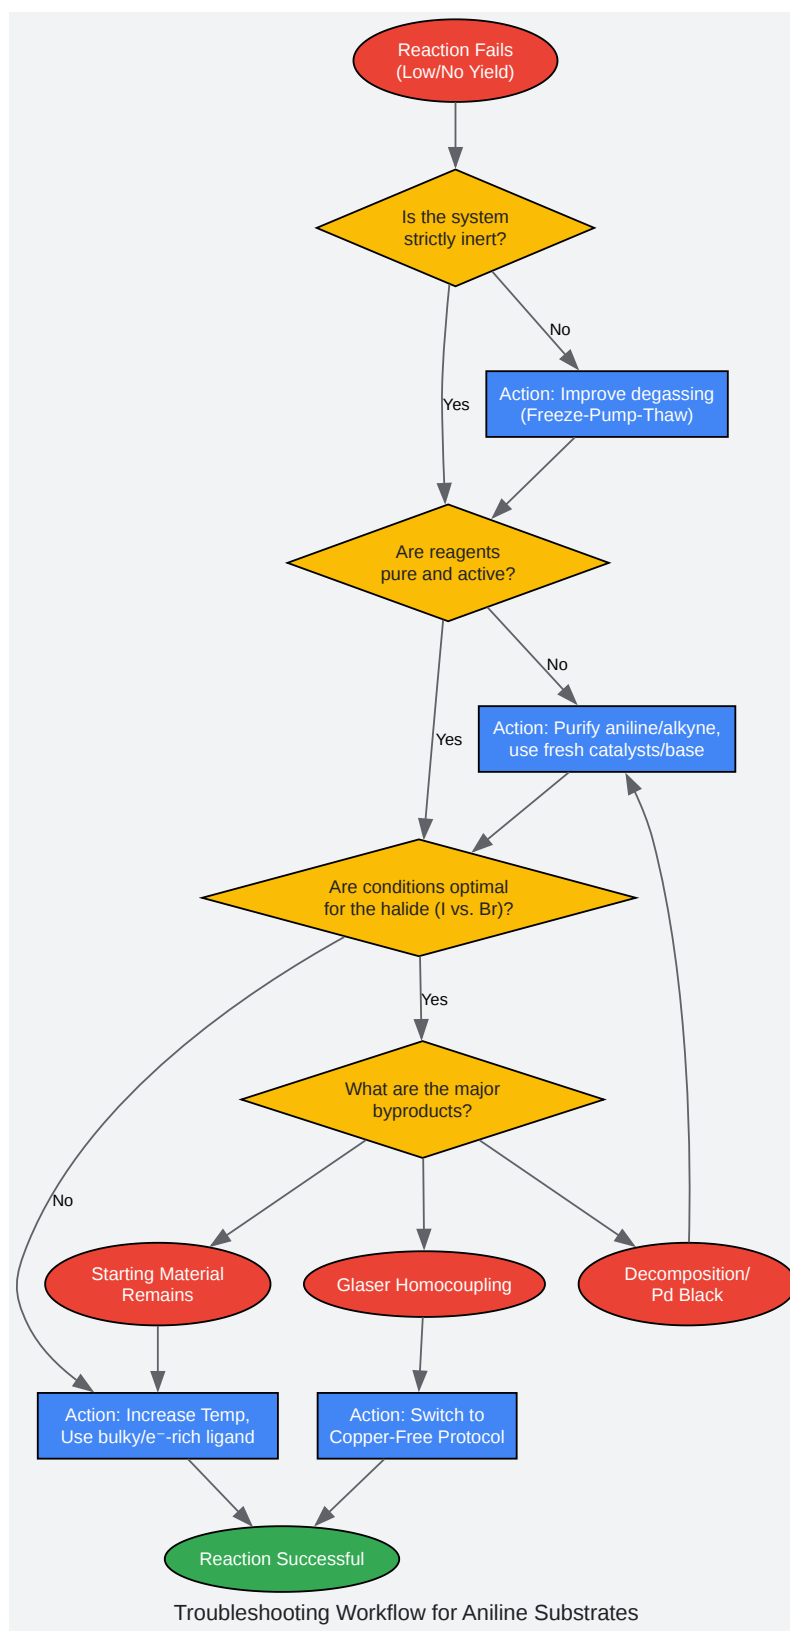 Reaction Fails
(Low/No Yield)
Is the system
strictly inert?
No
Action: Improve degassing
(Freeze-Pump-Thaw)
Yes
Are reagents
pure and active?
No
Action: Purify aniline/alkyne,
use fresh catalysts/base
Yes
Are conditions optimal
for the halide (I vs. Br)?
Yes
What are the major
byproducts?
No
Starting Material
Remains
Glaser Homocoupling
Decomposition/
Pd Black
Action: Increase Temp,
Use bulky/e⁻-rich ligand
Action: Switch to
Copper-Free Protocol
Reaction Successful
Troubleshooting Workflow for Aniline Substrates